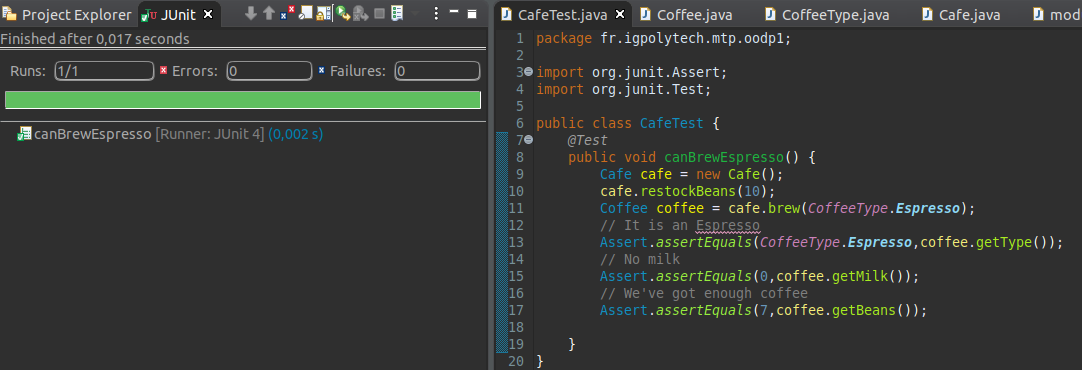 Project Explorer JUnit
Finished after 0,017 seconds
Runs: 1/1 Errors: 0 Failures: 0
canBrewEspresso [Runner: JUnit 4] (0,002 s)
CafeTest.java Coffee.java CoffeeType.java Cafe.java mod
1 package fr.igpolytech.mtp.oodp1;
2
3 import org.junit.Assert;
4 import org.junit.Test;
5
6 public class CafeTest {
7 @Test
8 public void canBrewEspresso() {
9 Cafe cafe = new Cafe();
10 cafe.restockBeans(10);
11 Coffee coffee = cafe.brew(CoffeeType.Espresso);
12 // It is an Espresso
13 Assert.assertEquals(CoffeeType.Espresso,coffee.getType());
14 // No milk
15 Assert.assertEquals(0,coffee.getMilk());
16 // We've got enough coffee
17 Assert.assertEquals(7,coffee.getBeans());
18
19 }
20 }